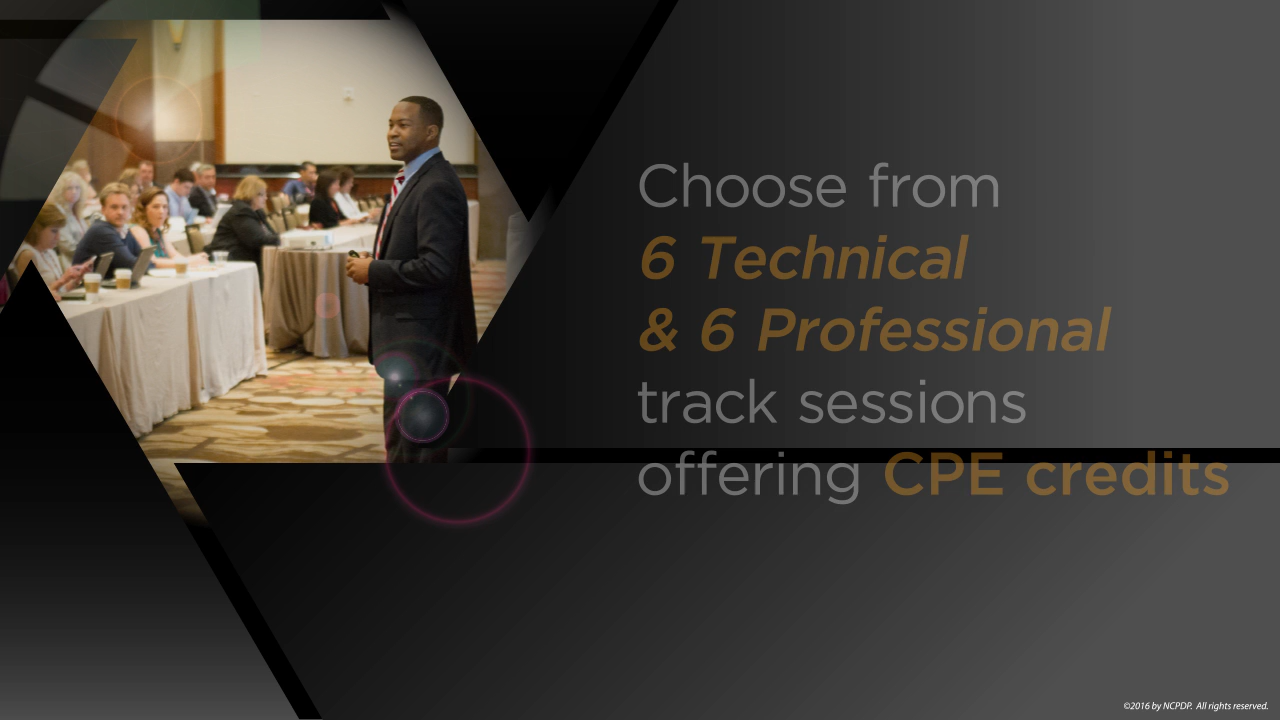 Choose from
6 Technical
& 6 Professional
track sessions
offering CPE credits
©2016 by NCPDP. All rights reserved.